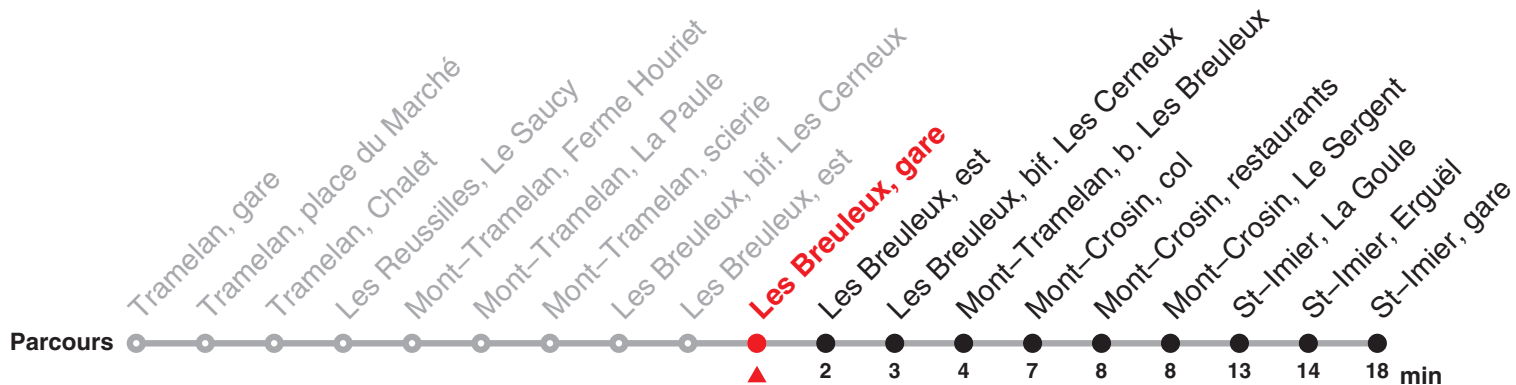 Tramelan, gare
Tramelan, place du Marché
Tramelan, Chalet
Les Reussilles, Le Saucy
Mont–Tramelan, Ferme Houriet
Mont–Tramelan, La Paule
Mont–Tramelan, scierie
Les Breuleux, bif. Les Cerneux
Les Breuleux, est
Les Breuleux, gare
Les Breuleux, est
Les Breuleux, bif. Les Cerneux
Mont–Tramelan, b. Les Breuleux
Mont–Crosin, col
Mont–Crosin, restaurants
Mont–Crosin, Le Sergent
St–Imier, La Goule
St–Imier, Erguël
St–Imier, gare
Parcours
2 3 4 7 8 8 13 14 18 min